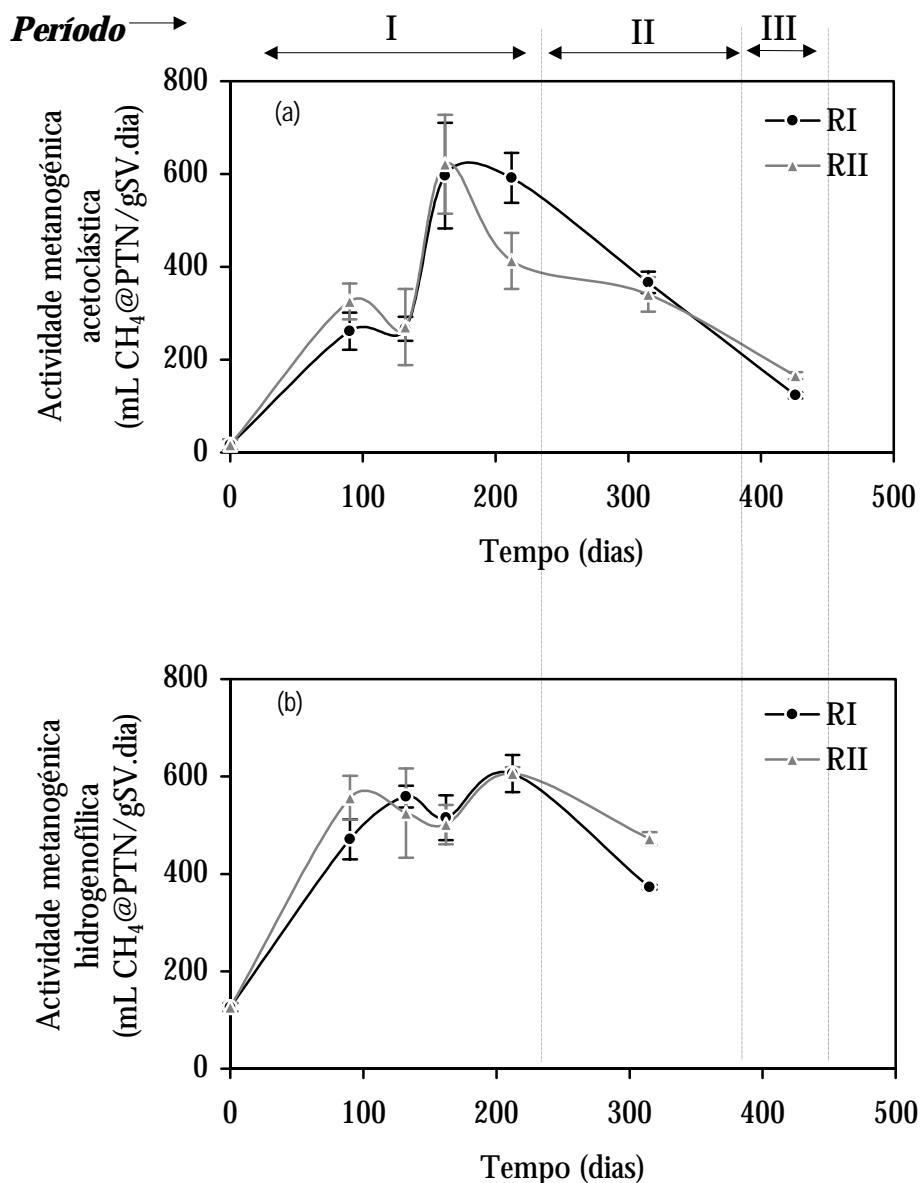 Período I II III
Actividade metanogénica
acetoclástica
(mL CH₄@PTN/gSV.dia)
800
600
400
200
0
(a)
RI
RII
0 100 200 300 400 500
Tempo (dias)
Actividade metanogénica
hidrogenofílica
(mL CH₄@PTN/gSV.dia)
800
600
400
200
0
(b)
RI
RII
0 100 200 300 400 500
Tempo (dias)